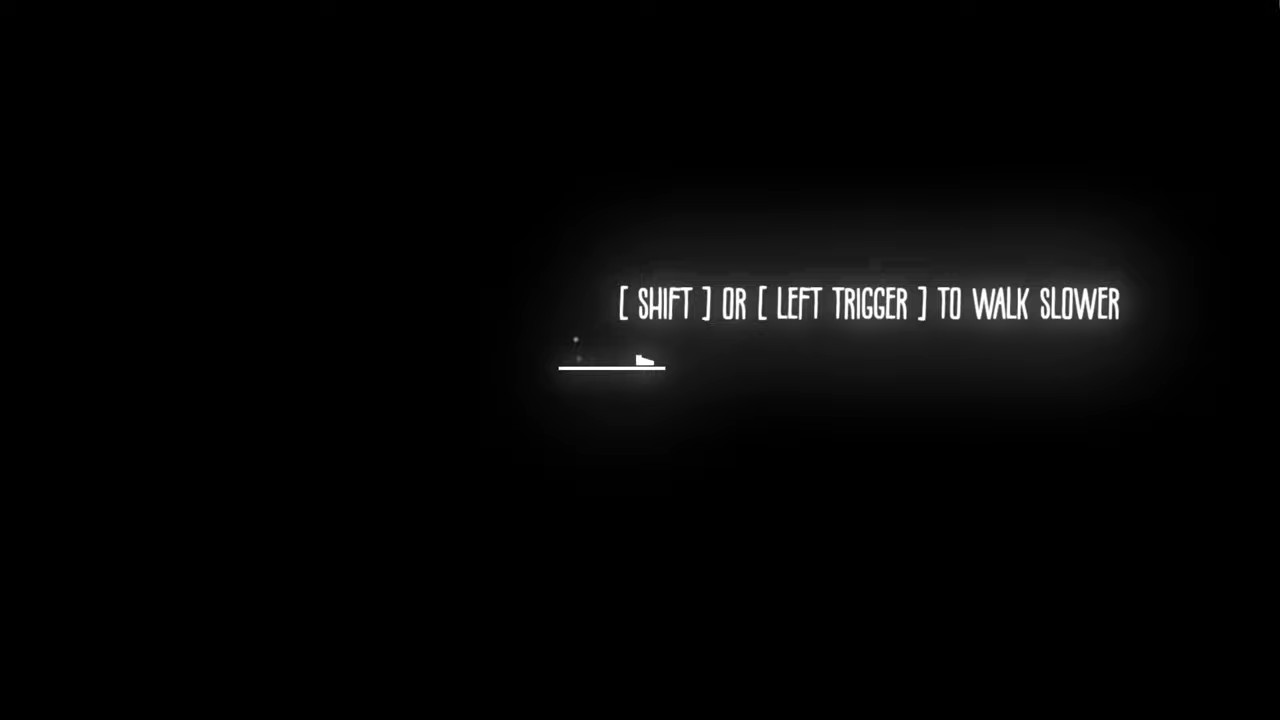 [ SHIFT ] OR [ LEFT TRIGGER ] TO WALK SLOWER